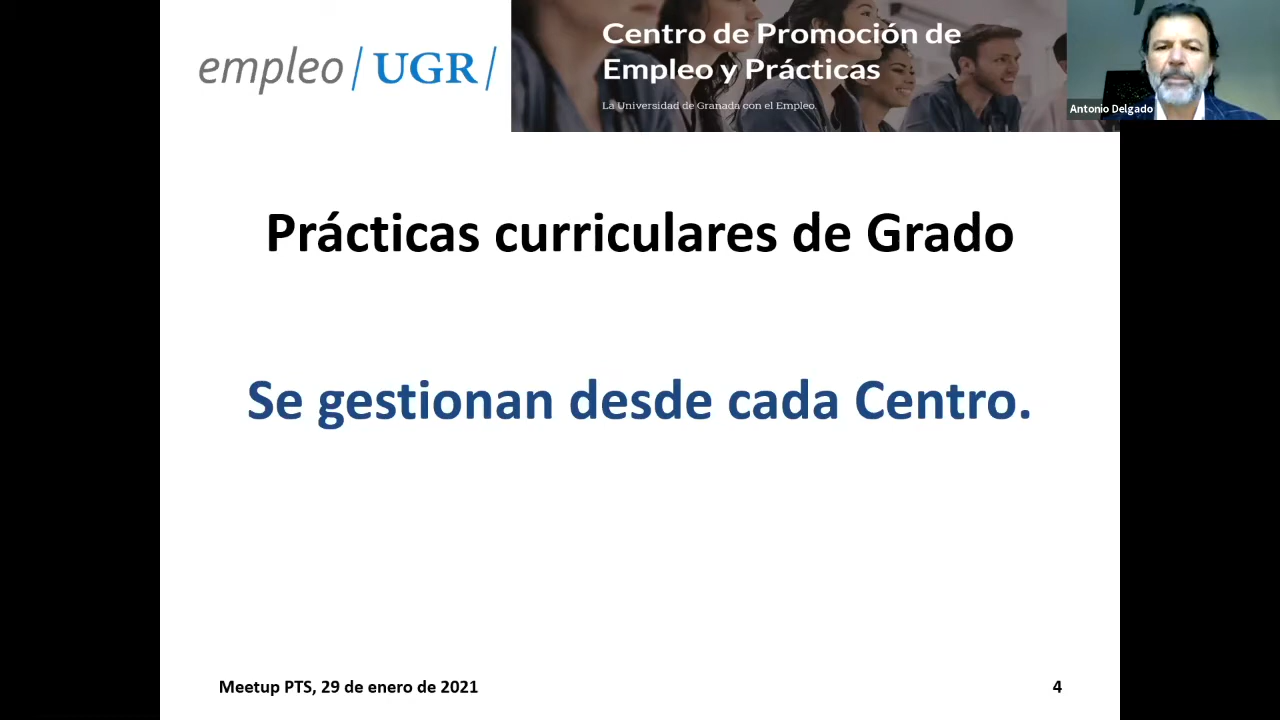 empleo/UGR/
Centro de Promoción de
Empleo y Prácticas
La Universidad de Granada con el Empleo.
Antonio Delgado
Prácticas curriculares de Grado
Se gestionan desde cada Centro.
Meetup PTS, 29 de enero de 2021
4